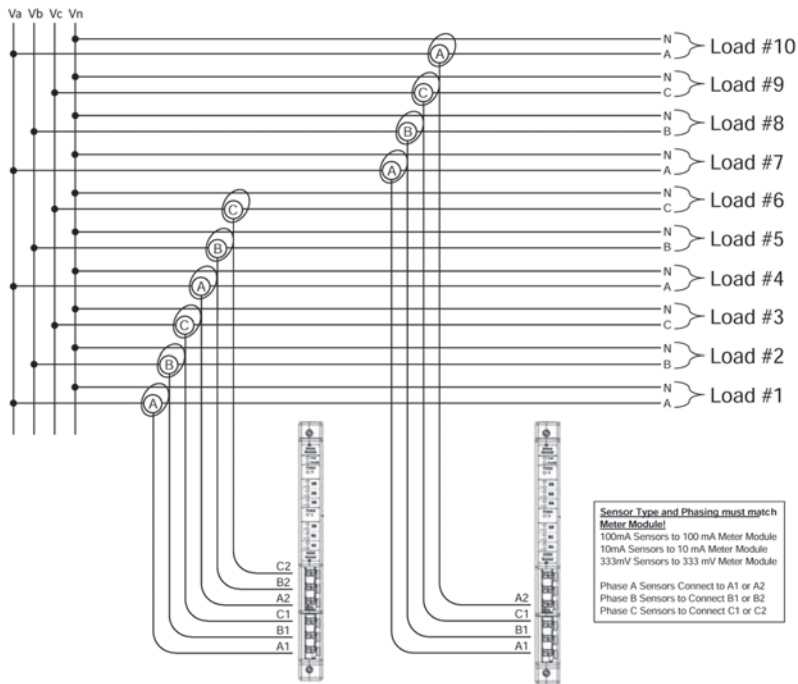 Va Vb Vc Vn
N
A
Load #10
N
C
Load #9
N
B
Load #8
N
A
Load #7
N
C
Load #6
N
B
Load #5
N
A
Load #4
N
C
Load #3
N
B
Load #2
N
A
Load #1
A
C
B
A
C
B
A
C
B
A
C2
B2
A2
C1
B1
A1
A2
C1
B1
A1
Sensor Type and Phasing must match
Meter Module!
100mA Sensors to 100 mA Meter Module
10mA Sensors to 10 mA Meter Module
333mV Sensors to 333 mV Meter Module
Phase A Sensors Connect to A1 or A2
Phase B Sensors to Connect B1 or B2
Phase C Sensors to Connect C1 or C2